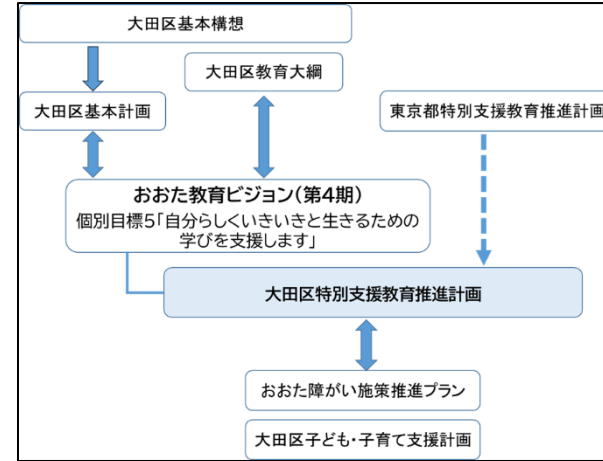 大田区基本構想
大田区教育大綱
大田区基本計画
東京都特別支援教育推進計画
おおた教育ビジョン(第4期)
個別目標5「自分らしくいきいきと生きるための
学びを支援します」
大田区特別支援教育推進計画
おおた障がい施策推進プラン
大田区子ども・子育て支援計画